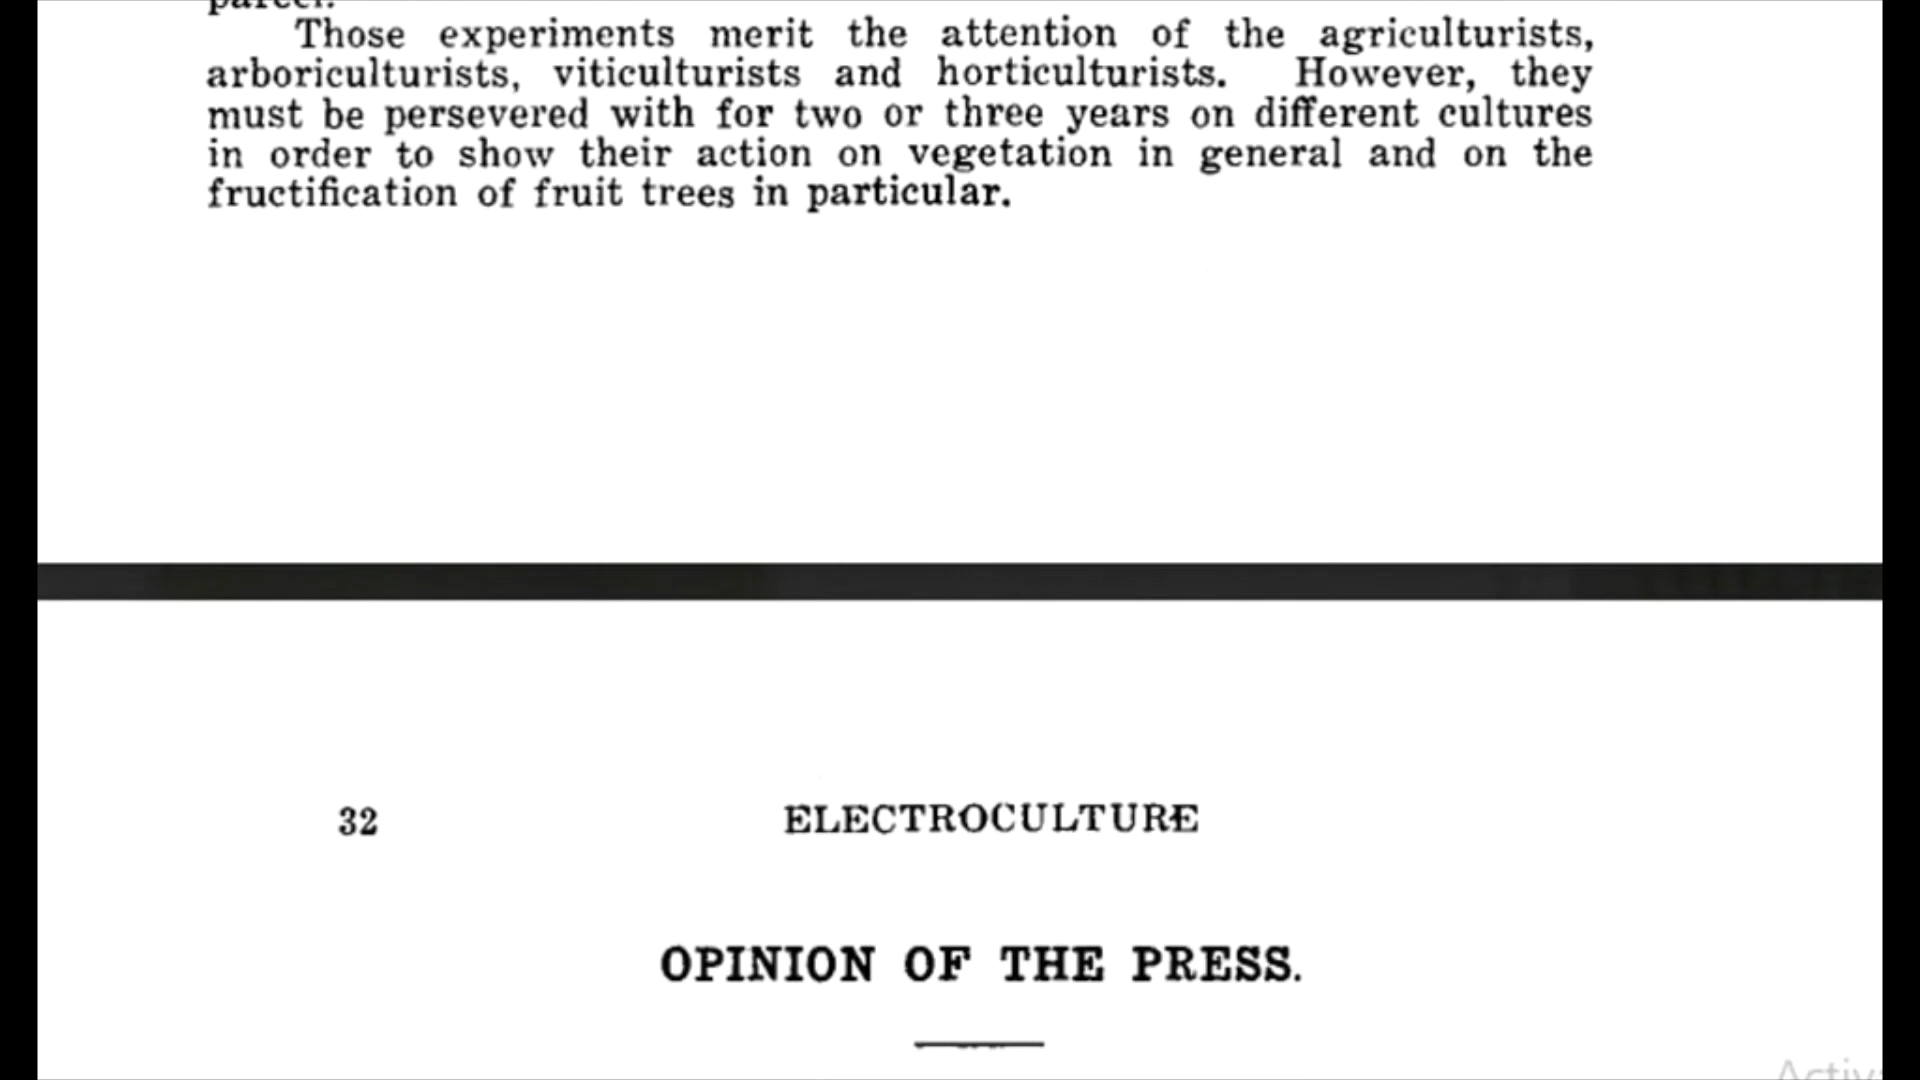 parcel.
Those experiments merit the attention of the agriculturists,
arboriculturists, viticulturists and horticulturists. However, they
must be persevered with for two or three years on different cultures
in order to show their action on vegetation in general and on the
fructification of fruit trees in particular.
32 ELECTROCULTURE
OPINION OF THE PRESS.